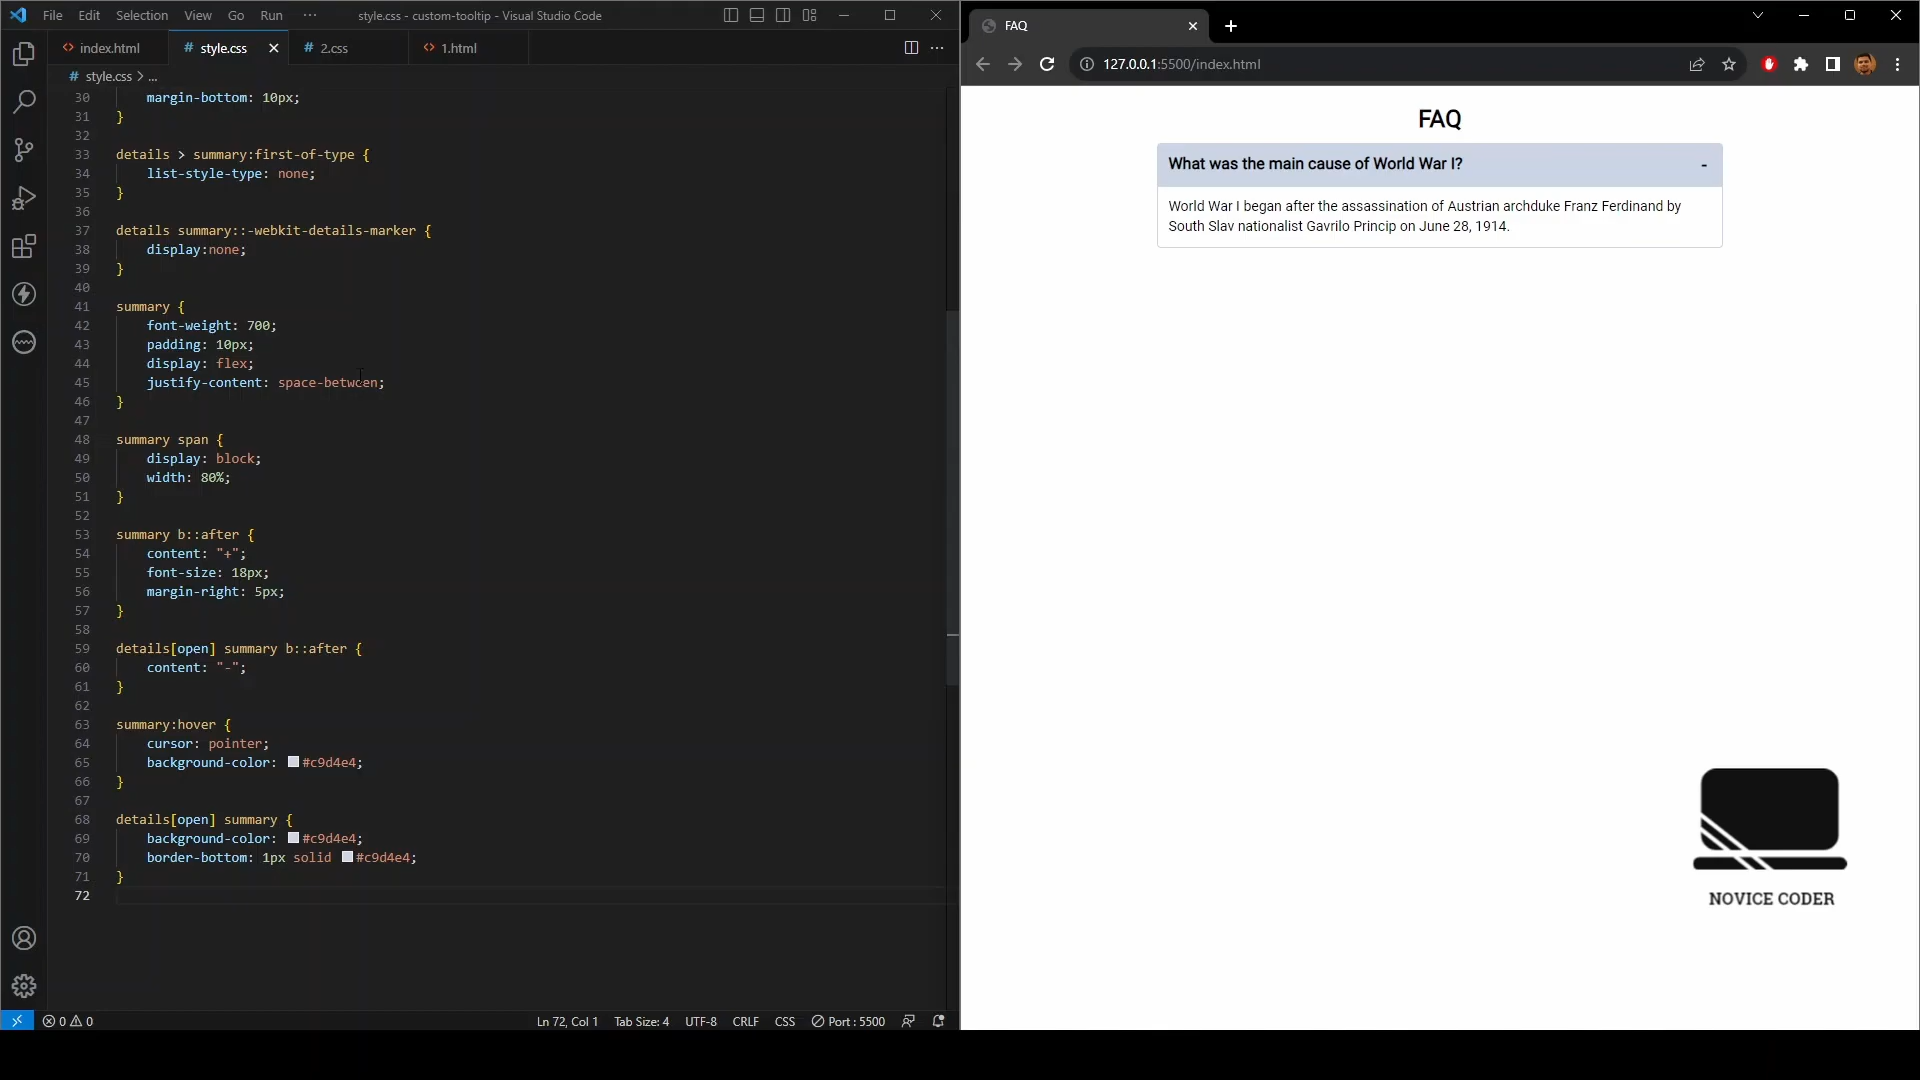 File Edit Selection View Go Run ··· style.css - custom-tooltip - Visual Studio Code
<> index.html # style.css × # 2.css <> 1.html
# style.css > ...
30 margin-bottom: 10px;
31 }
32
33 details > summary:first-of-type {
34 list-style-type: none;
35 }
36
37 details summary::-webkit-details-marker {
38 display:none;
39 }
40
41 summary {
42 font-weight: 700;
43 padding: 10px;
44 display: flex;
45 justify-content: space-between;
46 }
47
48 summary span {
49 display: block;
50 width: 80%;
51 }
52
53 summary b::after {
54 content: "+";
55 font-size: 18px;
56 margin-right: 5px;
57 }
58
59 details[open] summary b::after {
60 content: "-";
61 }
62
63 summary:hover {
64 cursor: pointer;
65 background-color: #c9d4e4;
66 }
67
68 details[open] summary {
69 background-color: #c9d4e4;
70 border-bottom: 1px solid #c9d4e4;
71 }
72
0 0 Ln 72, Col 1 Tab Size: 4 UTF-8 CRLF CSS Port : 5500
FAQ
127.0.0.1:5500/index.html
FAQ
What was the main cause of World War I? -
World War I began after the assassination of Austrian archduke Franz Ferdinand by
South Slav nationalist Gavrilo Princip on June 28, 1914.
NOVICE CODER